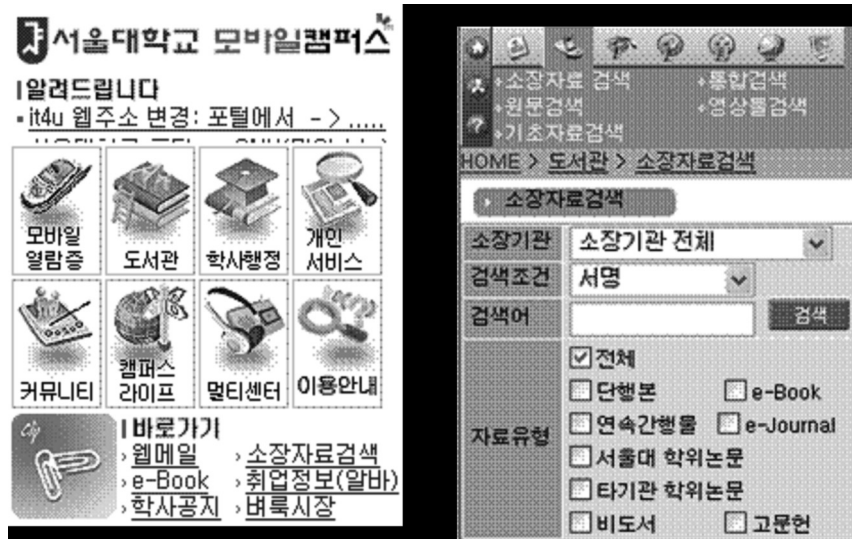 서울대학교 모바일캠퍼스
알려드립니다
it4u 웹주소 변경: 포털에서 -> .....
모바일 열람증
도서관
학사행정
개인 서비스
커뮤니티
캠퍼스 라이프
멀티센터
이용안내
Clip
바로가기
›웹메일 ›소장자료검색
›e-Book ›취업정보(알바)
›학사공지 ›벼룩시장
소장자료 검색 통합검색
원문검색 영상물검색
기초자료검색
HOME > 도서관 > 소장자료검색
소장자료검색
소장기관 소장기관 전체
검색조건 서명
검색어 검색
자료유형
전체
단행본 e-Book
연속간행물 e-Journal
서울대 학위논문
타기관 학위논문
비도서 고문헌